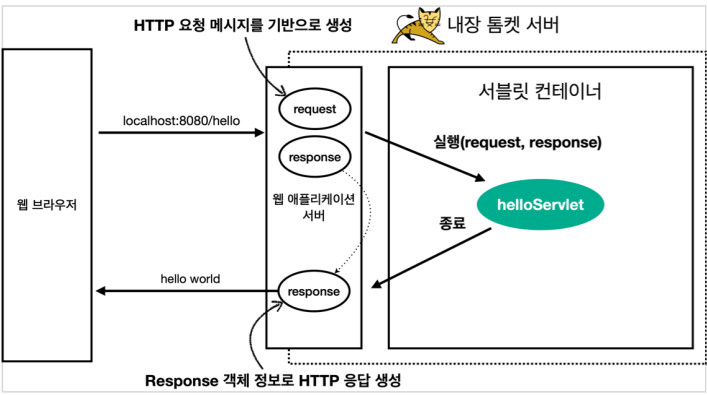 HTTP 요청 메시지를 기반으로 생성
내장 톰켓 서버
서블릿 컨테이너
request
localhost:8080/hello
실행(request, response)
response
웹 브라우저
웹 애플리케이션
서버
helloServlet
종료
hello world
response
Response 객체 정보로 HTTP 응답 생성